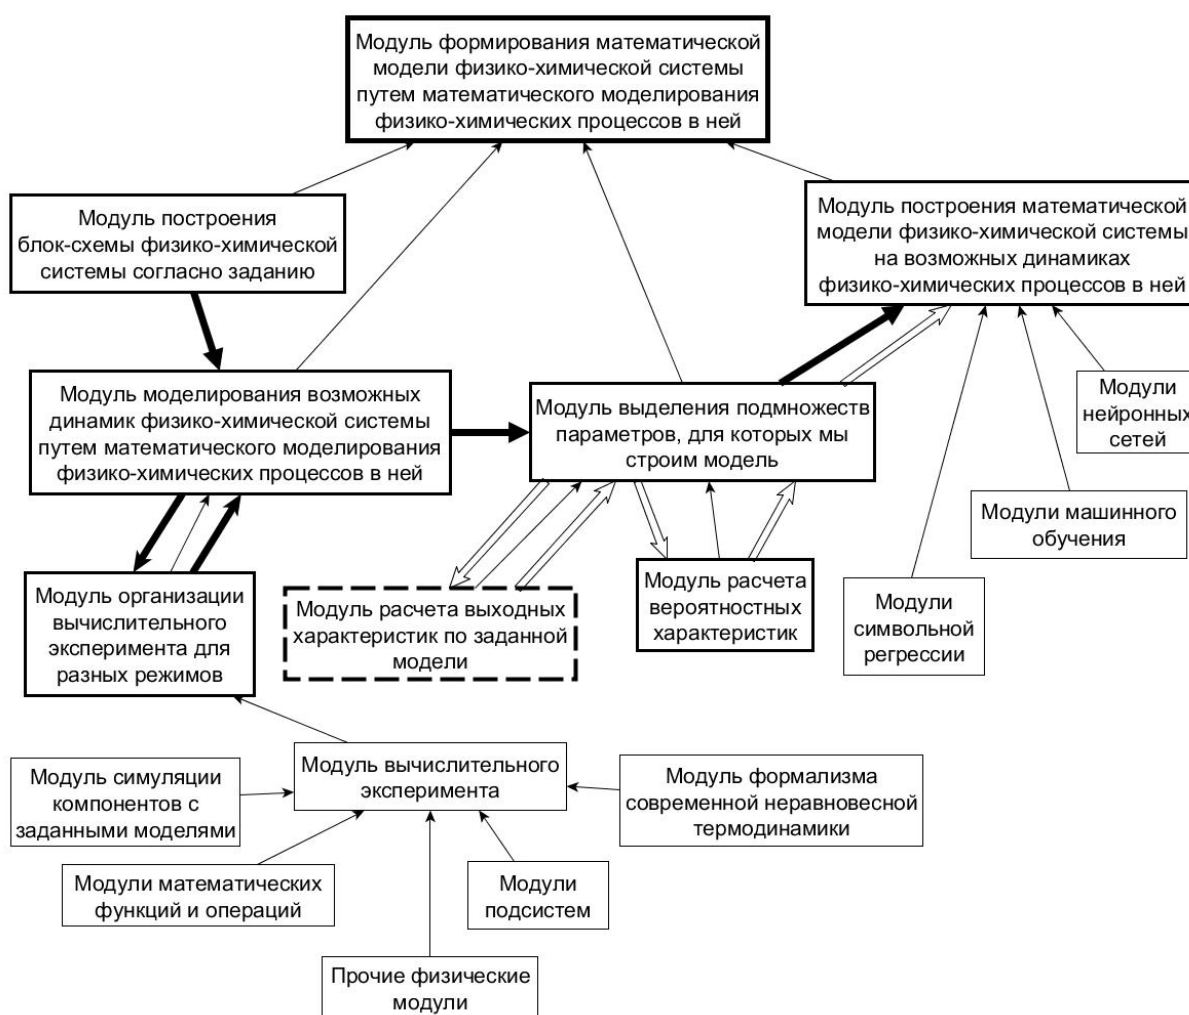 Модуль формирования математической
модели физико-химической системы
путем математического моделирования
физико-химических процессов в ней
Модуль построения
блок-схемы физико-химической
системы согласно заданию
Модуль построения математической
модели физико-химической системы
на возможных динамиках
физико-химических процессов в ней
Модуль моделирования возможных
динамик физико-химической системы
путем математического моделирования
физико-химических процессов в ней
Модуль выделения подмножеств
параметров, для которых мы
строим модель
Модули
нейронных
сетей
Модули машинного
обучения
Модуль организации
вычислительного
эксперимента для
разных режимов
Модуль расчета выходных
характеристик по заданной
модели
Модуль расчета
вероятностных
характеристик
Модули
символьной
регрессии
Модуль симуляции
компонентов с
заданными моделями
Модуль вычислительного
эксперимента
Модуль формализма
современной неравновесной
термодинамики
Модули математических
функций и операций
Модули
подсистем
Прочие физические
модули